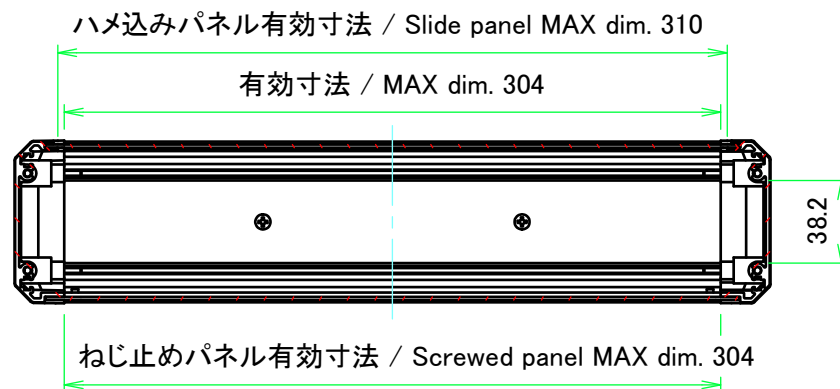 ハメ込みパネル有効寸法 / Slide panel MAX dim. 310
有効寸法 / MAX dim. 304
38.2
ねじ止めパネル有効寸法 / Screwed panel MAX dim. 304